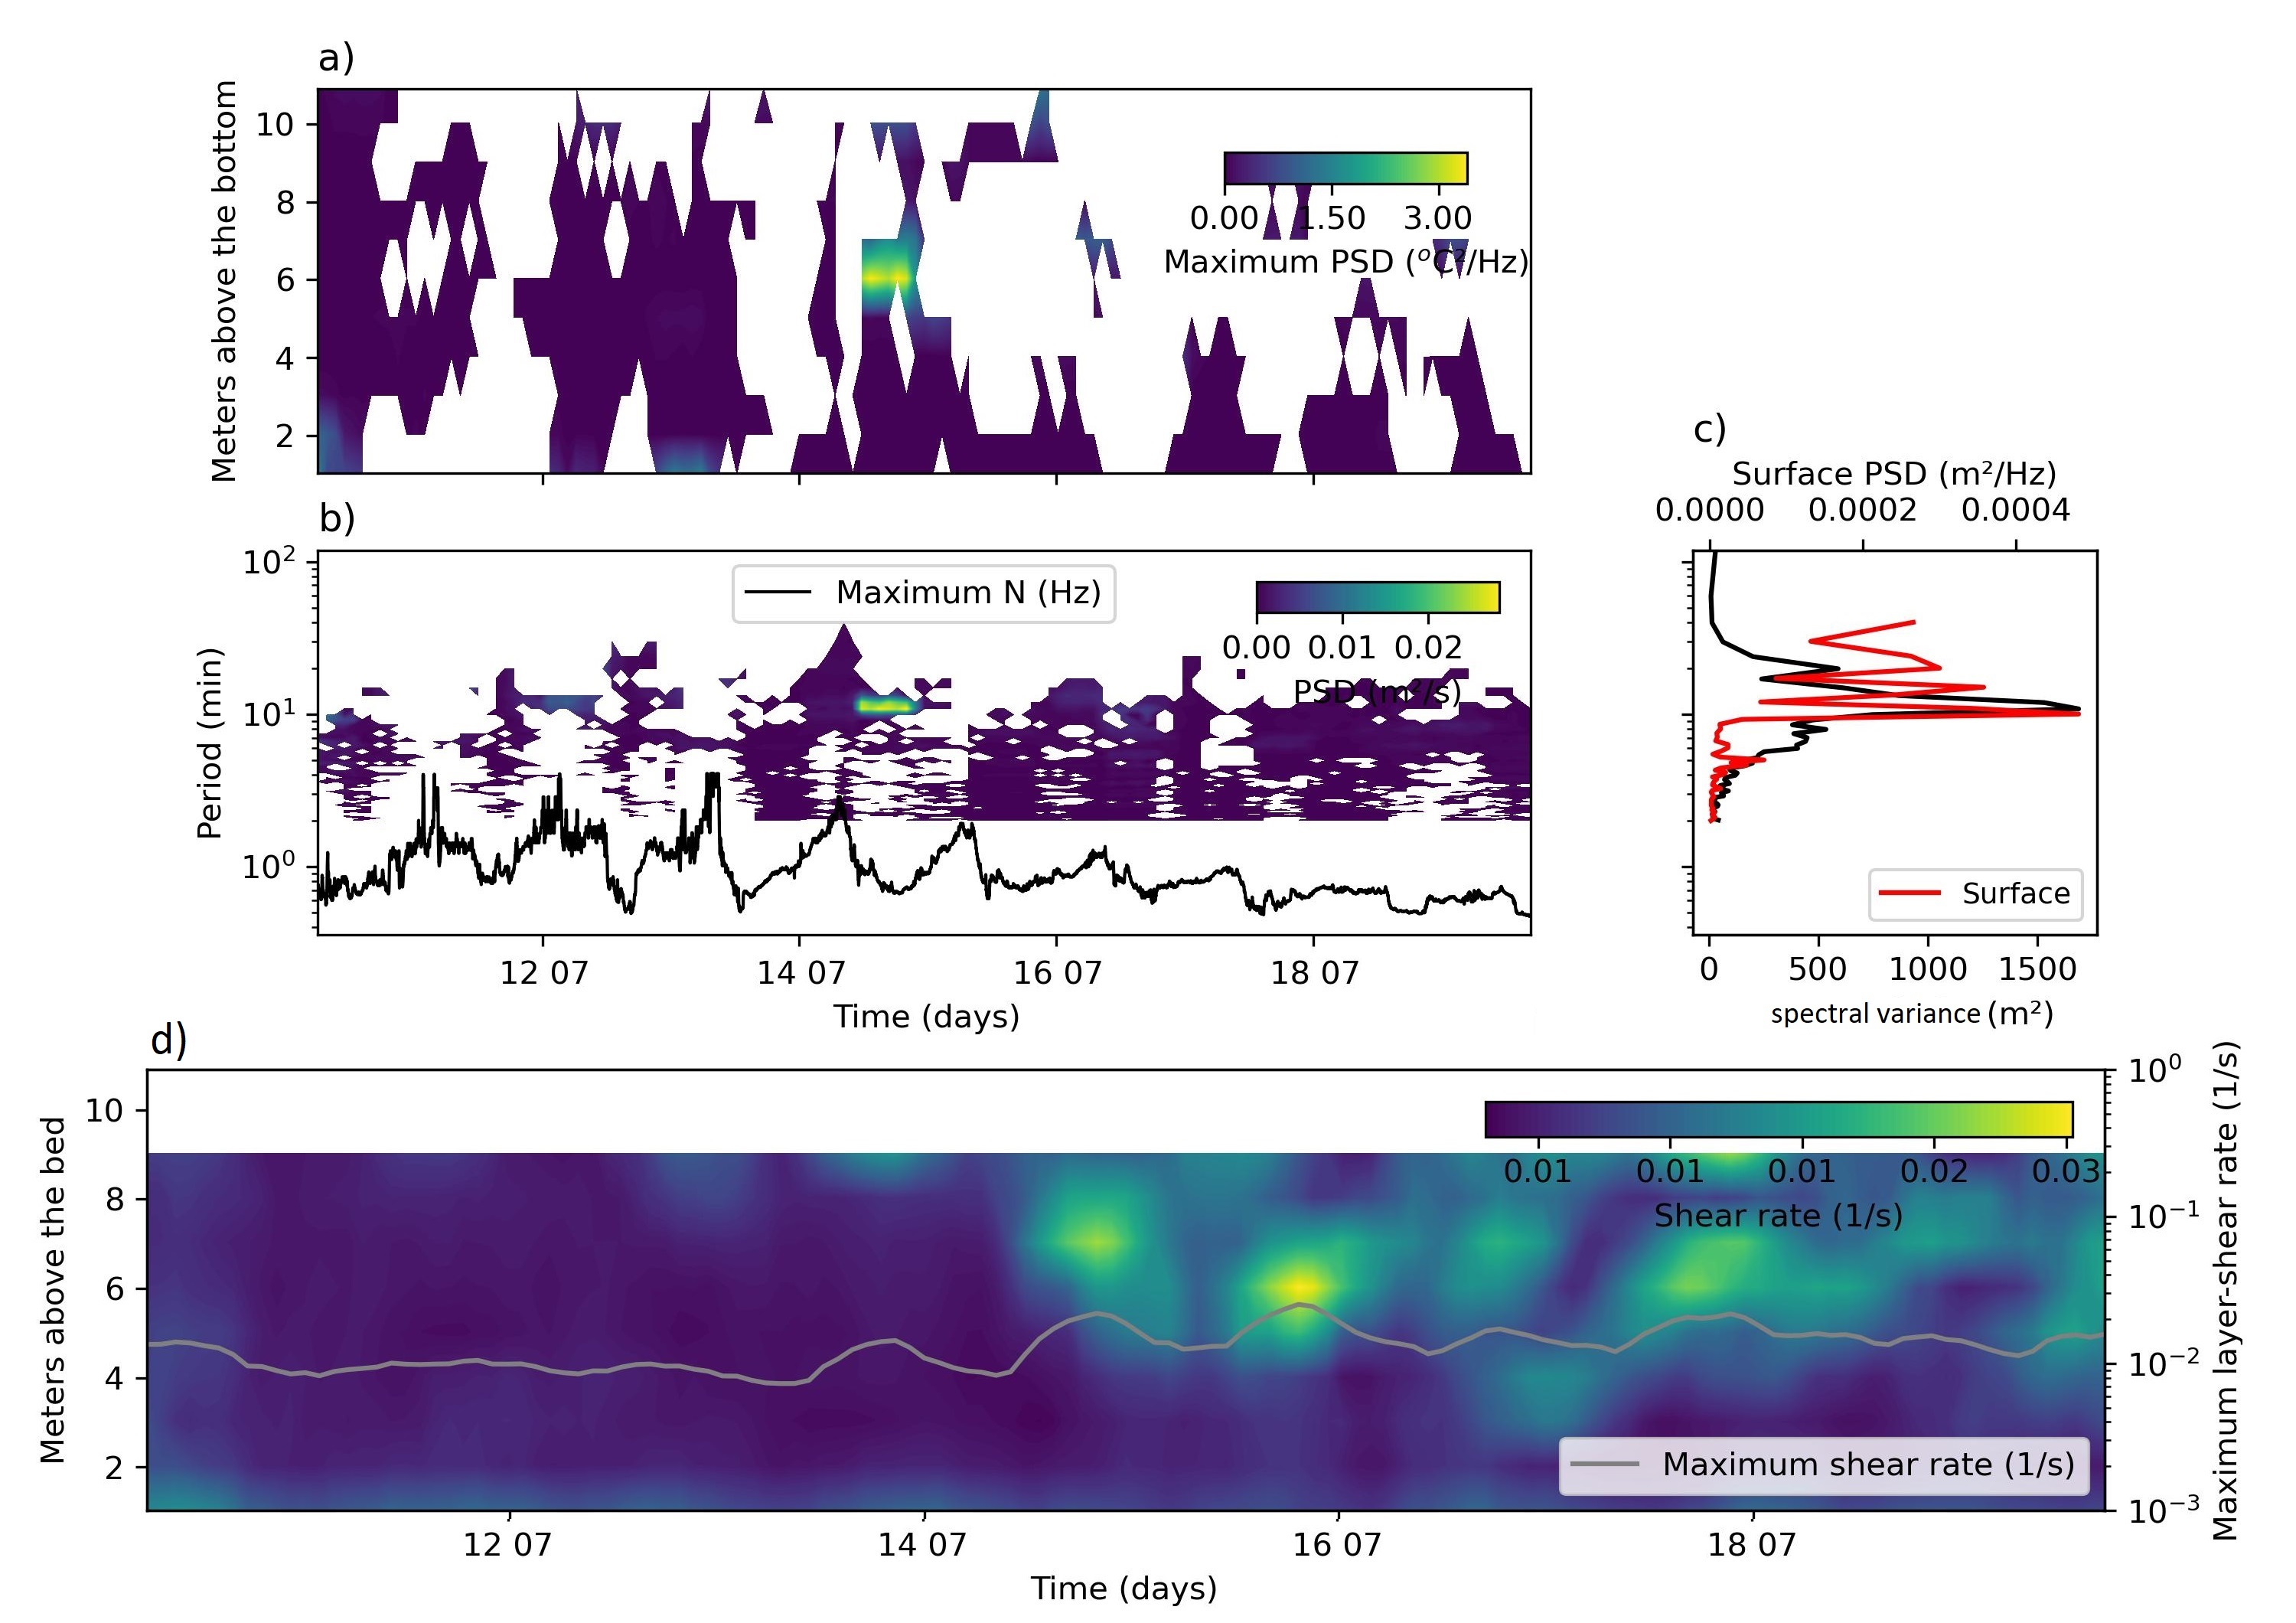 a)
Meters above the bottom
10
8
6
4
2
0.00 1.50 3.00
Maximum PSD (°C²/Hz)
b)
Period (min)
10²
10¹
10⁰
Maximum N (Hz)
0.00 0.01 0.02
PSD (m²/s)
12 07 14 07 16 07 18 07
Time (days)
c)
Surface PSD (m²/Hz)
0.0000 0.0002 0.0004
Surface
0 500 1000 1500
spectral variance (m²)
d)
Meters above the bed
10
8
6
4
2
0.01 0.01 0.01 0.02 0.03
Shear rate (1/s)
Maximum shear rate (1/s)
10⁰
10⁻¹
10⁻²
10⁻³
Maximum layer-shear rate (1/s)
12 07 14 07 16 07 18 07
Time (days)